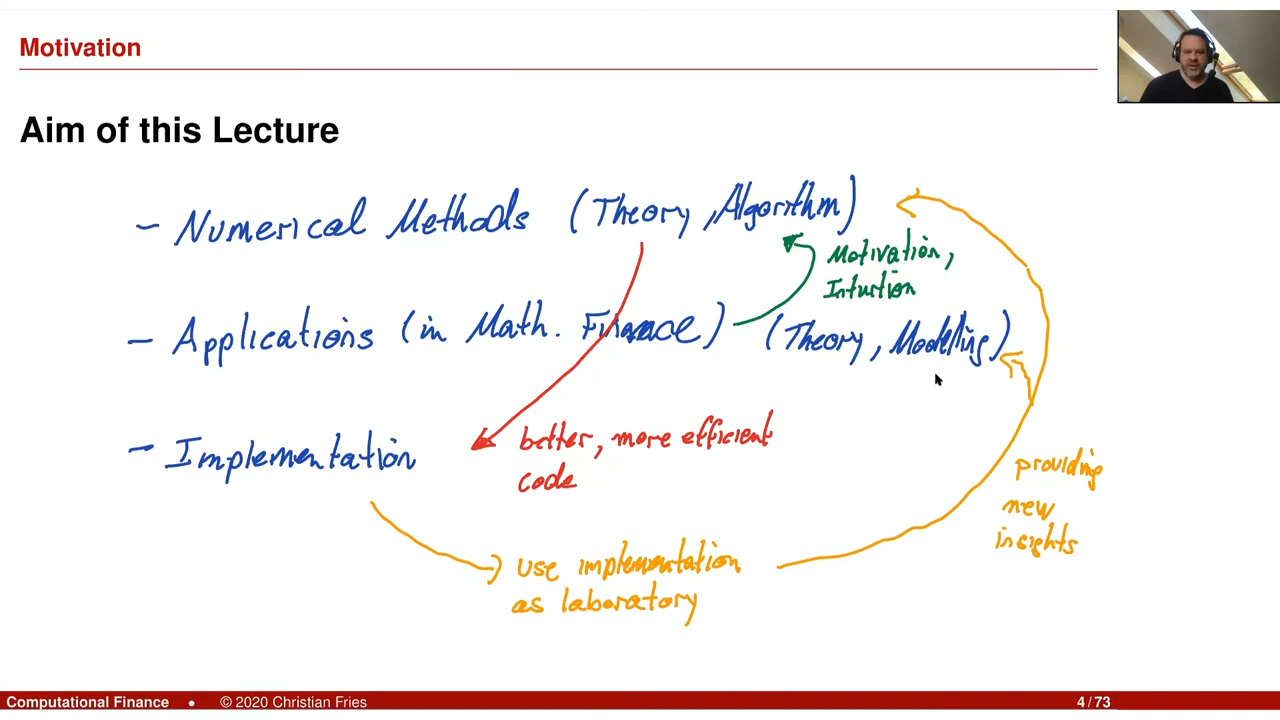 Motivation
Aim of this Lecture
- Numerical Methods (Theory, Algorithm)
Motivation,
Intuition
- Applications (in Math. Finance) (Theory, Modelling)
- Implementation
better, more efficient
code
providing
new
insights
use implementation
as laboratory
Computational Finance • © 2020 Christian Fries 4/73